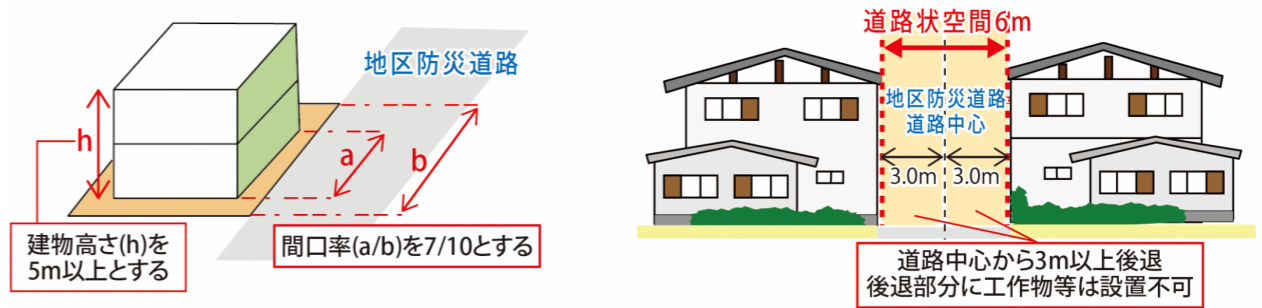 地区防災道路
h
a
b
建物高さ(h)を
5m以上とする
間口率(a/b)を7/10とする
道路状空間6m
地区防災道路
道路中心
3.0m
3.0m
道路中心から3m以上後退
後退部分に工作物等は設置不可